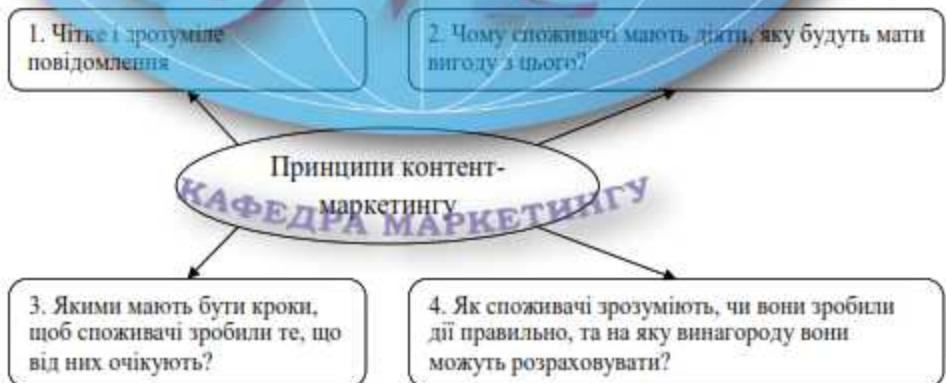 1. Чітке і зрозуміле
повідомлення
2. Чому споживачі мають діяти, яку будуть мати
вигоду з цього?
Принципи контент-
маркетингу
КАФЕДРА МАРКЕТИНГУ
3. Якими мають бути кроки,
щоб споживачі зробили те, що
від них очікують?
4. Як споживачі зрозуміють, чи вони зробили
дії правильно, та на яку винагороду вони
можуть розраховувати?